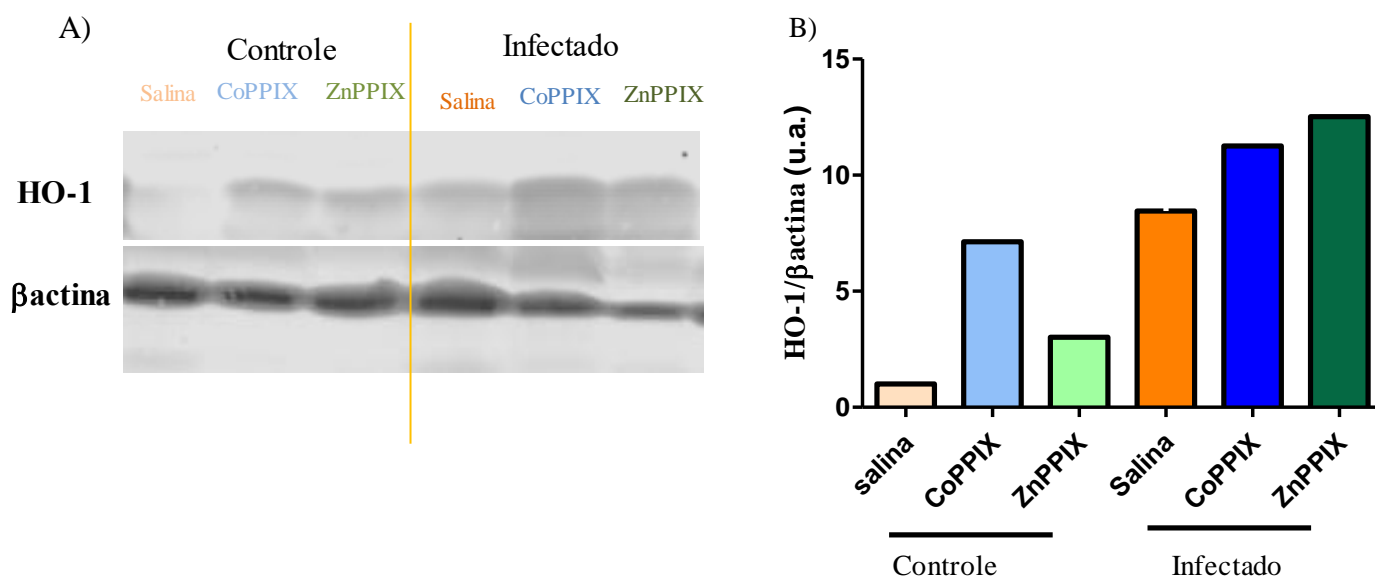 A)
Controle
Infectado
Salina CoPPIX ZnPPIX Salina CoPPIX ZnPPIX
HO-1
βactina
B)
HO-1/βactina (u.a.)
15
10
5
0
salina CoPPIX ZnPPIX Salina CoPPIX ZnPPIX
Controle
Infectado